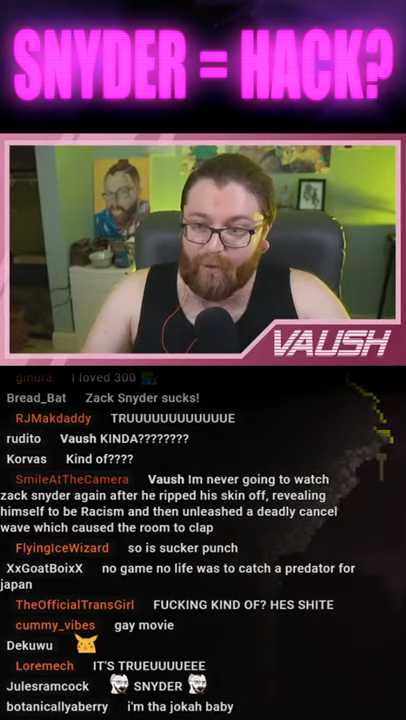 SNYDER = HACK?
VAUSH
ginura I loved 300
Bread_Bat Zack Snyder sucks!
RJMakdaddy TRUUUUUUUUUUUE
rudito Vaush KINDA????????
Korvas Kind of????
SmileAtTheCamera Vaush Im never going to watch
zack snyder again after he ripped his skin off, revealing
himself to be Racism and then unleashed a deadly cancel
wave which caused the room to clap
FlyingIceWizard so is sucker punch
XxGoatBoixX no game no life was to catch a predator for
japan
TheOfficialTransGirl FUCKING KIND OF? HES SHITE
cummy_vibes gay movie
Dekuwu
Loremech IT'S TRUEUUUUEEE
Julesramcock SNYDER
botanicallyaberry i'm tha jokah baby